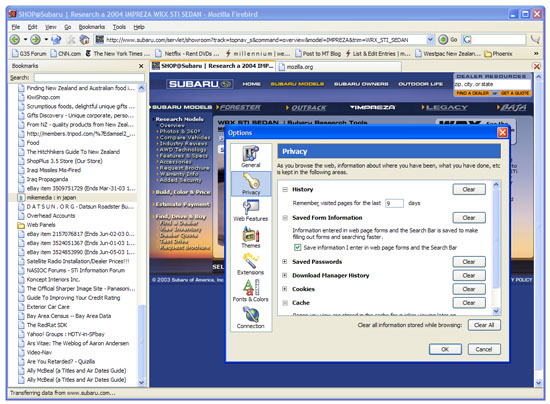 SHOP@Subaru | Research a 2004 IMPREZA WRX STI SEDAN - Mozilla Firebird
File Edit View Go Bookmarks Tools Help
http://www.subaru.com/servlet/showroom?track=topnav_s&command=overview&model=IMPREZA&trim=WRX_STI_SEDAN
Go
G35 Forum CNN.com The New York Times ... Netflix - Rent DVDs ... millennium|we... Post to MT Blog List & Edit Entries | m... Westpac New Zealan... Phoenix
Bookmarks
Search:
SHOP@Subaru | Research a 2004 IMP...
mozilla.org
Finding New Zealand and Australian food i...
KiwiShop.com
Scrumptious foods, delightful unique gifts ...
Gifts Discovery - Unique, corporate, person...
From NZ - quality products from New Zeal...
http://members.tripod.com/
Food
The Hitchhikers Guide To New Zealand
ShopPlus 3.5 Store (Our Store)
Iraq Missles Mis-Fired
Iraq Propaganda
eBay item 3509751729 (Ends Mar-31-03 1...
mikemedia : in japan
D A T S U N . O R G - Datsun Roadster Bu...
Overhead Accounts
Web Panels
eBay item 2157076817 (Ends Jun-02-03 0...
eBay item 3524051367 (Ends Jun-03-03 1...
eBay item 3524853990 (Ends Jun-05-03 1...
Satellite Radio Installation/Dealer/Technicia...
NASIOC Forums - STI Information Forum
Koncept Interiors Inc.
The Official Sharper Image Site - Panasoni...
Guide To Improving Your Credit Rating
Exterior Car Care
Bay Area Census -- Bay Area Data
The RedRat SDK
Yahoo! Groups : HDTV-in-SFbay
Ars Vitae: The Weblog of Aaron Andersen
Video-Nav
Are You Retarded? - Quizilla
Ally McBeal (a Titles and Air Dates Guide)
Ally McBeal (a Titles and Air Dates Guide)
SUBARU
HOME SUBARU MODELS SUBARU OWNERS OUTDOOR LIFE
DEALER RESOURCES
zip, city, or state
FIND A DEALER or GET A QUOTE
SUBARU MODELS FORESTER OUTBACK IMPREZA LEGACY BAJA
Research Models
Overview
Photos & 360º
Compare Vehicles
Industry Reviews
AWD Technology
Features & Specs
Accessories
Request Brochure
Warranty Info
Added Security
Build, Color & Price
Estimate Payment
Find, Drive & Buy
Find a Dealer
View Inventory
Dealer Quote
Test Drive
Request Brochure
© 2003 Subaru of America, Inc.
Options
General
Privacy
Web Features
Themes
Extensions
Fonts & Colors
Connection
Privacy
As you browse the web, information about where you have been, what you have done, etc
is kept in the following areas.
History
Clear
Remember visited pages for the last 9 days
Saved Form Information
Clear
Information entered in web page forms and the Search Bar is saved to make
filling out forms and searching faster.
Save information I enter in web page forms and the Search Bar
Saved Passwords
Clear
Download Manager History
Clear
Cookies
Clear
Cache
Clear
Clear all information stored while browsing:
Clear All
OK
Cancel
Transferring data from www.subaru.com...